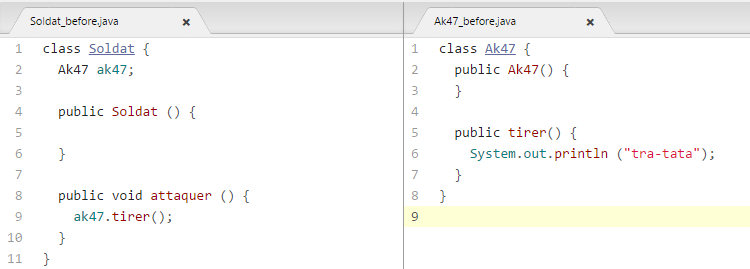 Soldat_before.java ×
1 class Soldat {
2 Ak47 ak47;
3
4 public Soldat () {
5
6 }
7
8 public void attaquer () {
9 ak47.tirer();
10 }
11 }
Ak47_before.java ×
1 class Ak47 {
2 public Ak47() {
3 }
4
5 public tirer() {
6 System.out.println ("tra-tata");
7 }
8 }
9